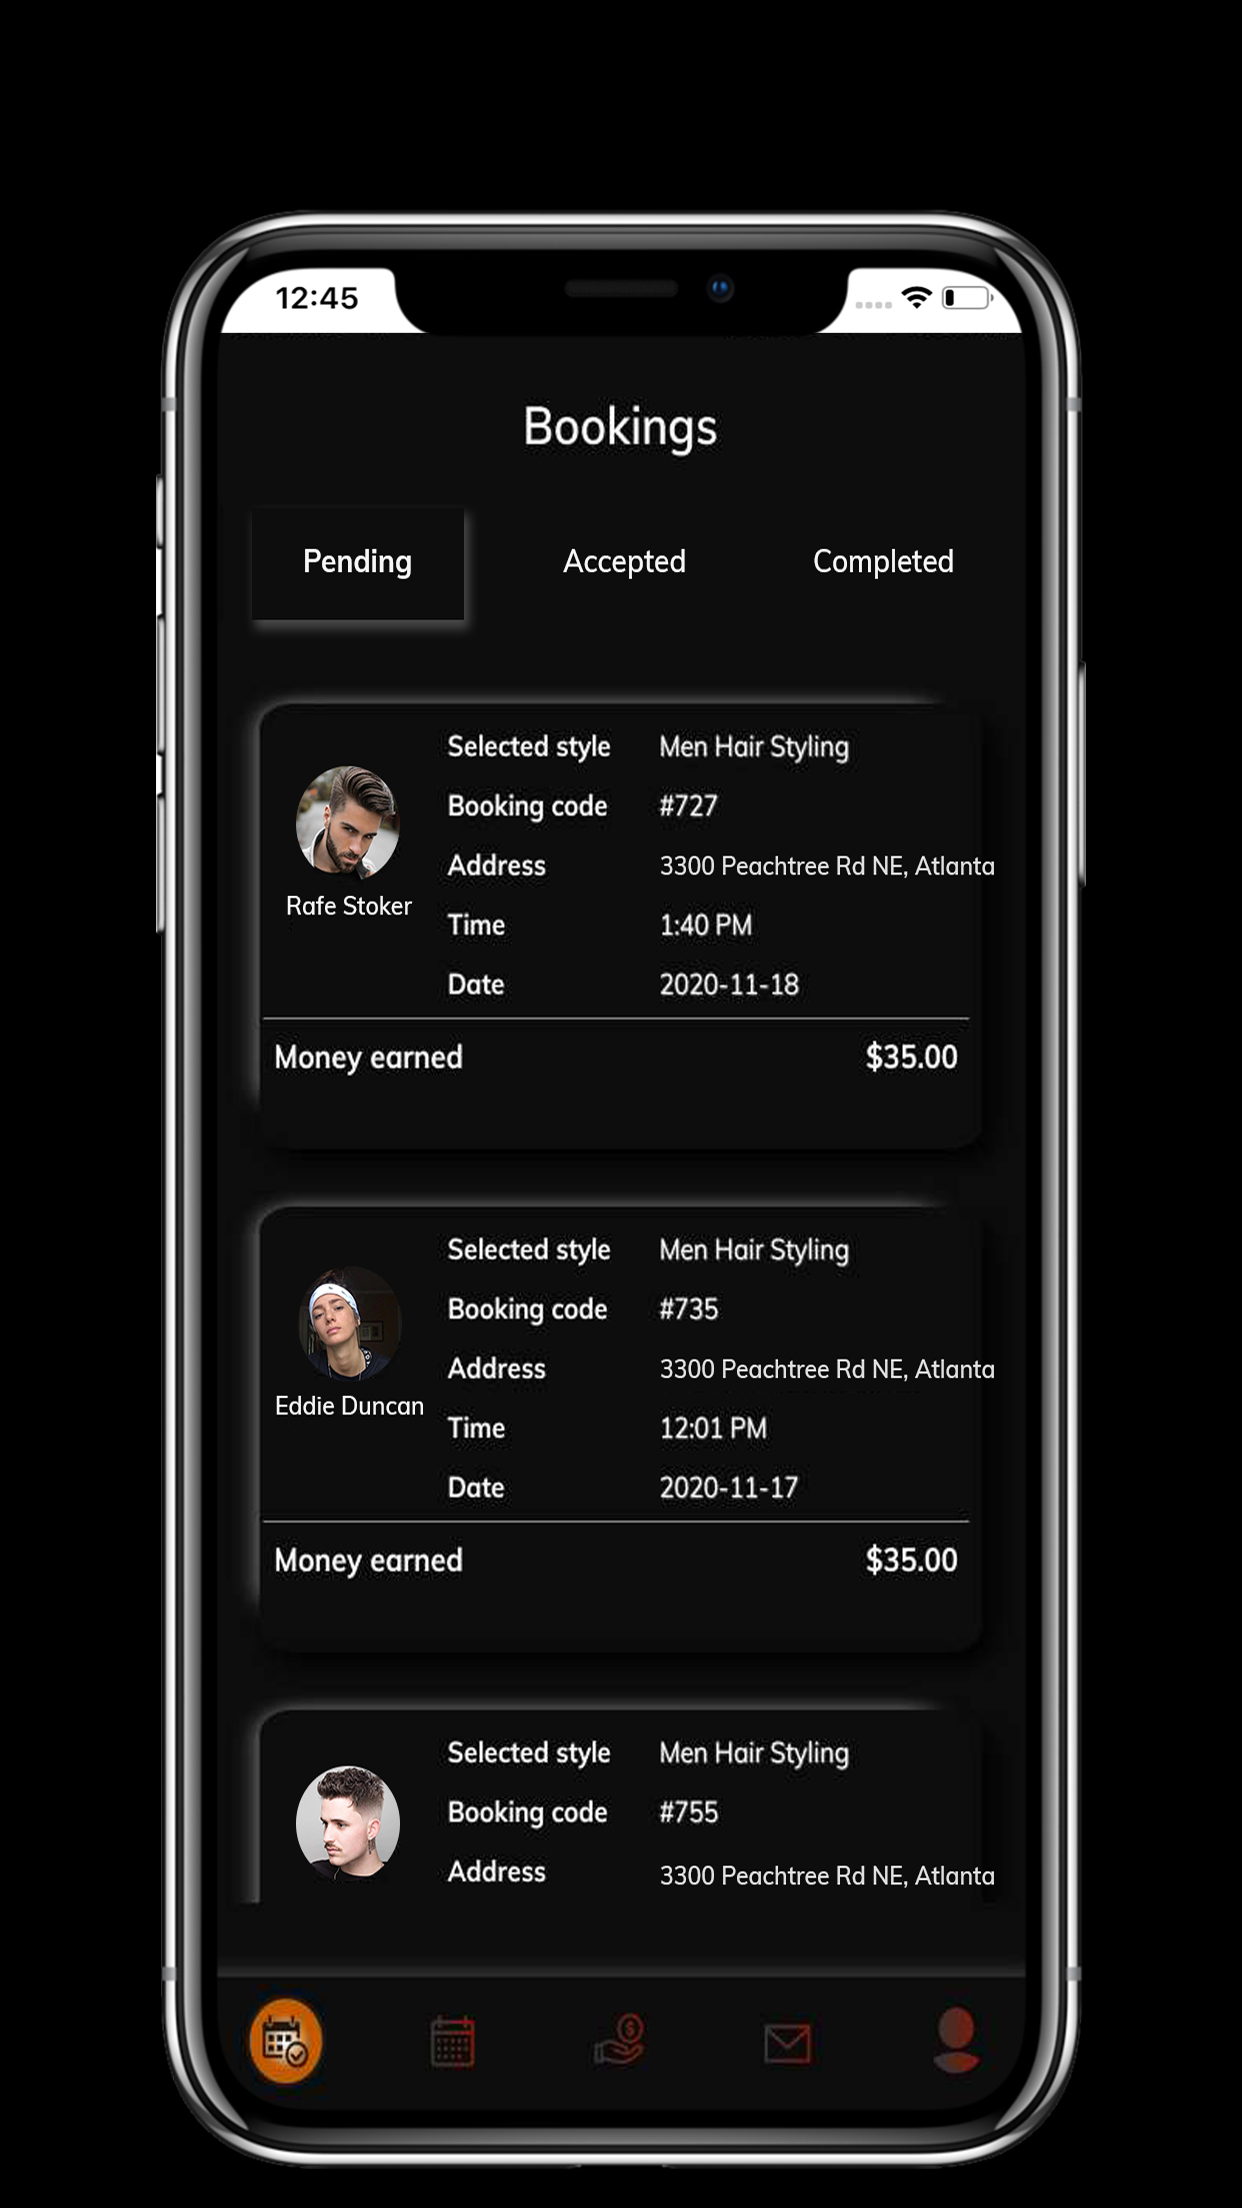 12:45
Bookings
Pending Accepted Completed
Selected style Men Hair Styling
Booking code #727
Address 3300 Peachtree Rd NE, Atlanta
Rafe Stoker
Time 1:40 PM
Date 2020-11-18
Money earned $35.00
Selected style Men Hair Styling
Booking code #735
Address 3300 Peachtree Rd NE, Atlanta
Eddie Duncan
Time 12:01 PM
Date 2020-11-17
Money earned $35.00
Selected style Men Hair Styling
Booking code #755
Address 3300 Peachtree Rd NE, Atlanta